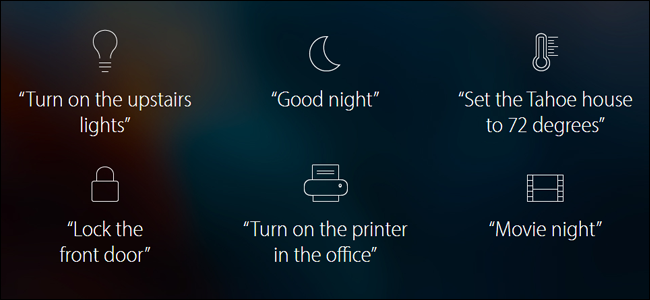 “Turn on the upstairs
lights”
“Good night”
“Set the Tahoe house
to 72 degrees”
“Lock the
front door”
“Turn on the printer
in the office”
“Movie night”